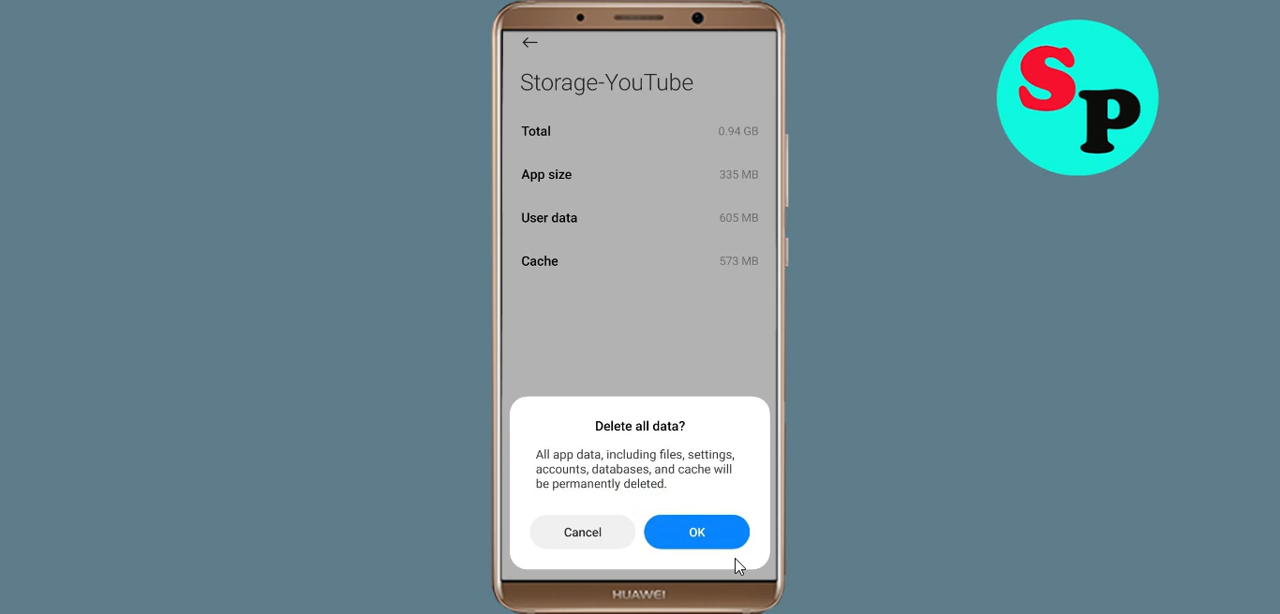 Storage-YouTube
Total 0.94 GB
App size 335 MB
User data 605 MB
Cache 573 MB
Delete all data?
All app data, including files, settings,
accounts, databases, and cache will
be permanently deleted.
Cancel OK
HUAWEI
SP